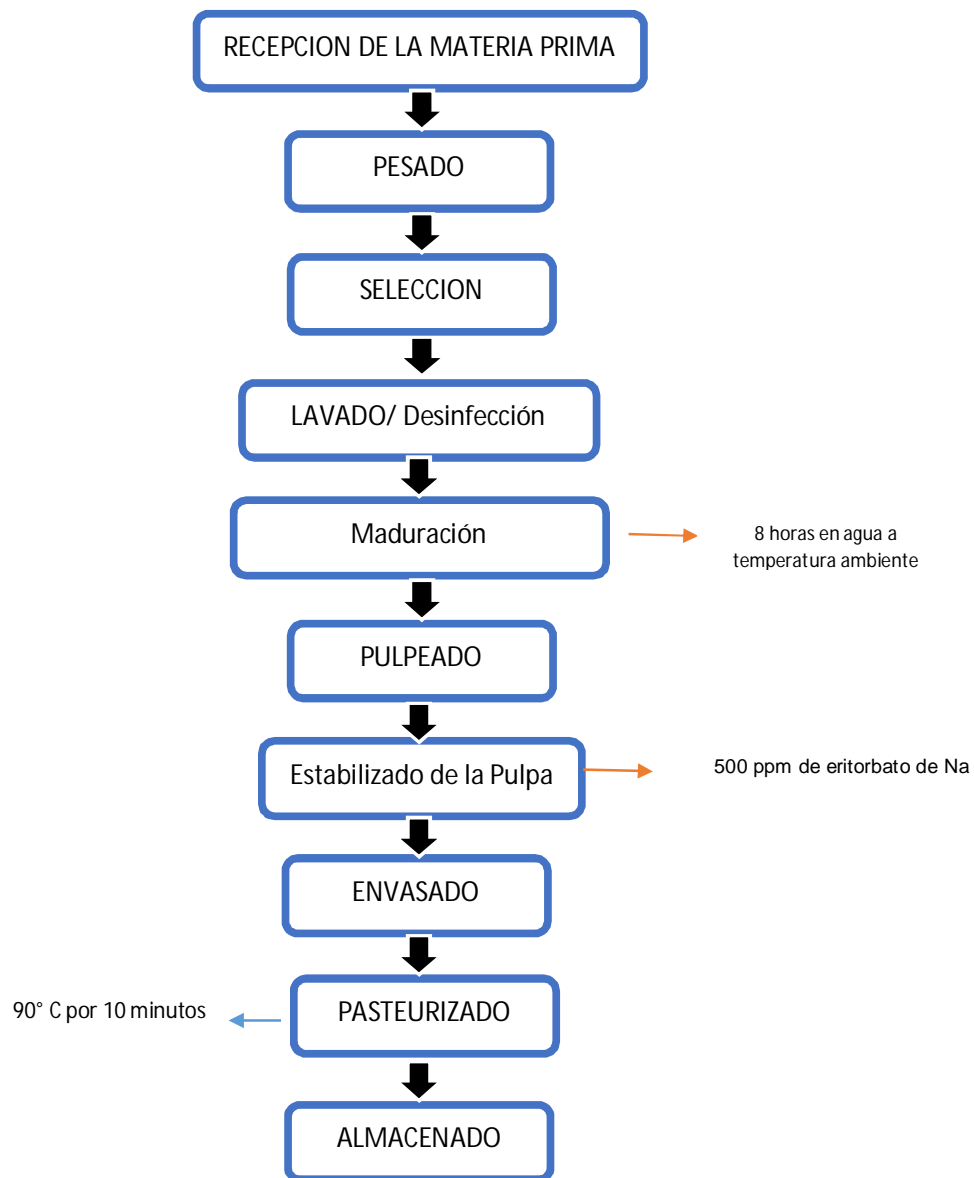 RECEPCION DE LA MATERIA PRIMA
PESADO
SELECCION
LAVADO/ Desinfección
Maduración
8 horas en agua a
temperatura ambiente
PULPEADO
Estabilizado de la Pulpa
500 ppm de eritorbato de Na
ENVASADO
90° C por 10 minutos
PASTEURIZADO
ALMACENADO